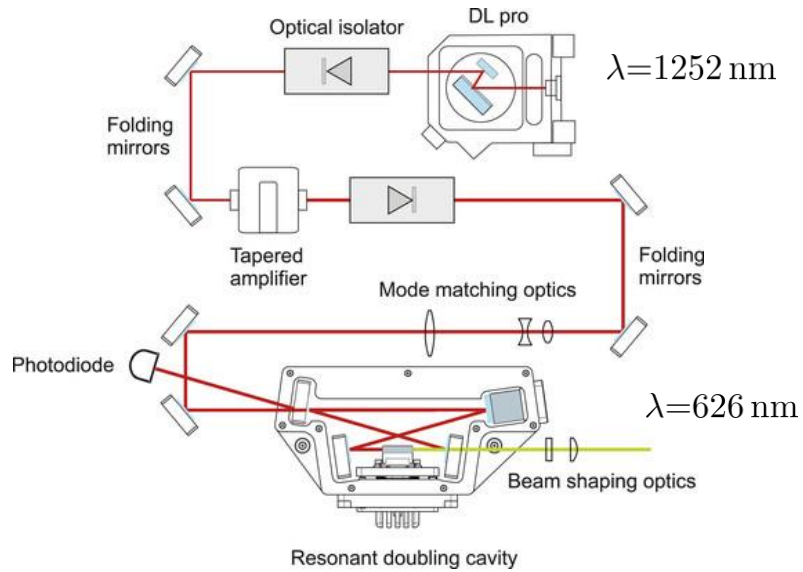 Optical isolator
DL pro
λ=1252 nm
Folding
mirrors
Tapered
amplifier
Folding
mirrors
Mode matching optics
Photodiode
λ=626 nm
Beam shaping optics
Resonant doubling cavity